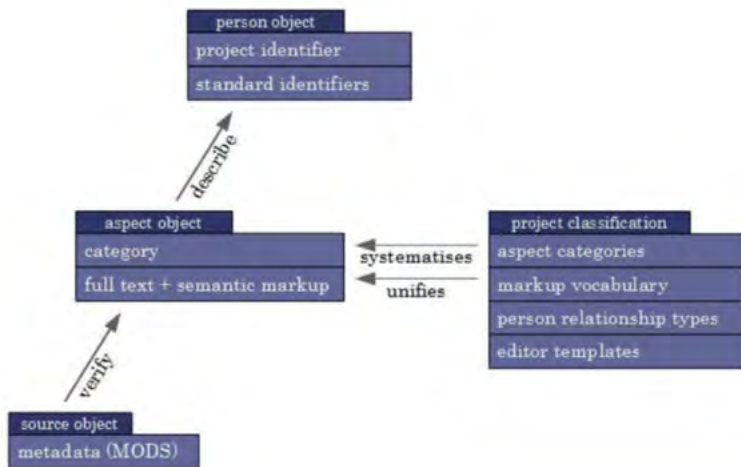 person object
project identifier
standard identifiers
describe
aspect object
category
full text + semantic markup
systematises
unifies
project classification
aspect categories
markup vocabulary
person relationship types
editor templates
verify
source object
metadata (MODS)